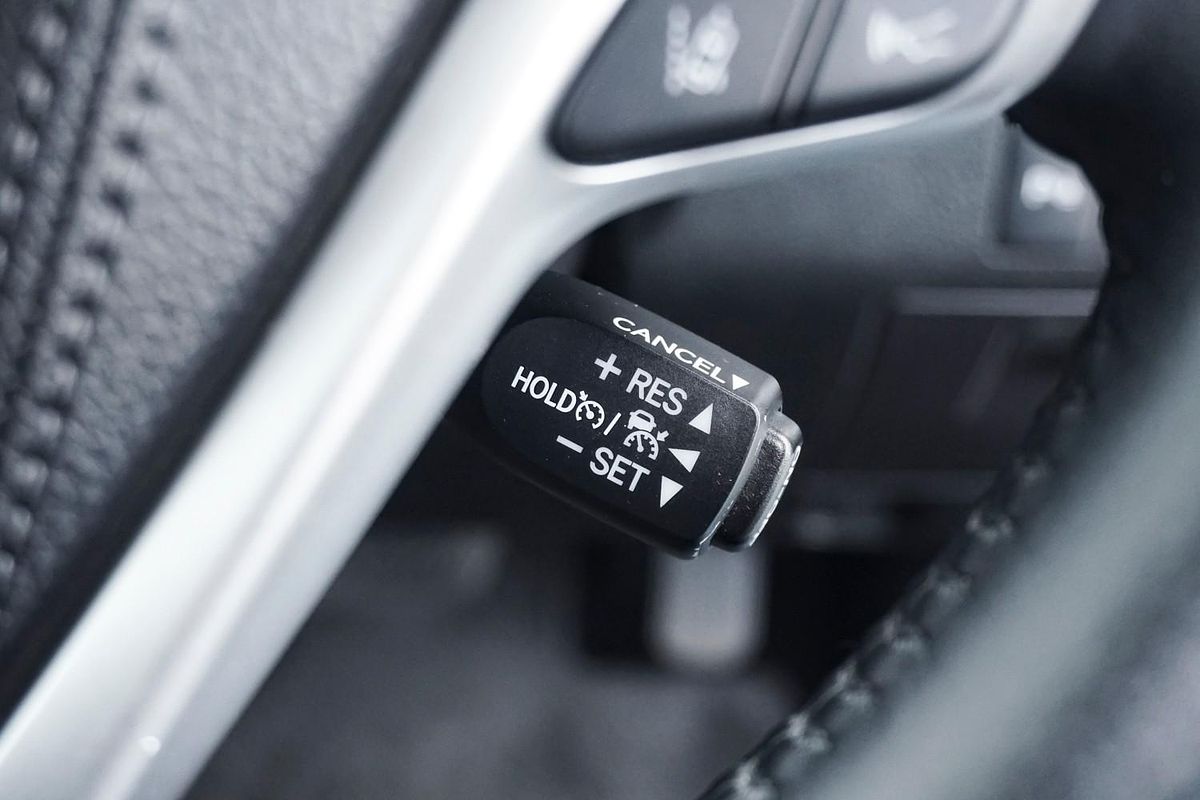 CANCEL▼
+ RES ▲
HOLD / ◀
− SET ▼